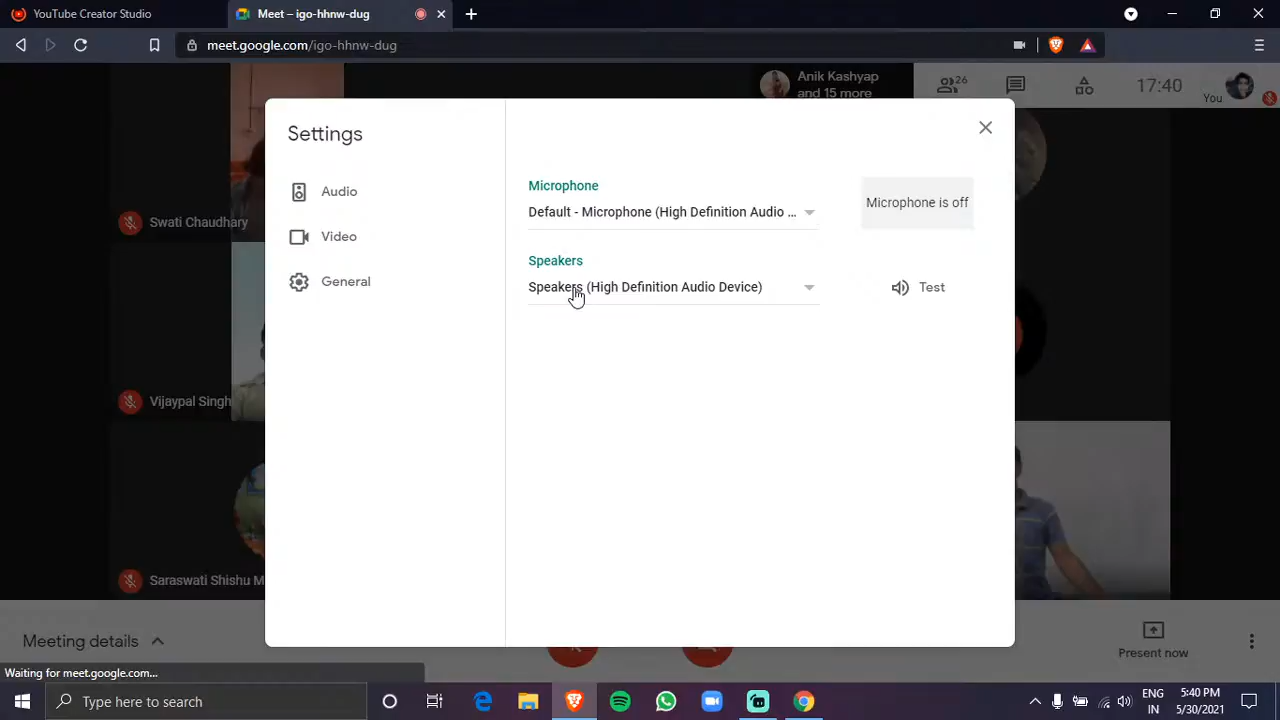 YouTube Creator Studio
Meet – igo-hhnw-dug
meet.google.com/igo-hhnw-dug
Anik Kashyap
and 15 more
26
17:40
You
Settings
Audio
Video
General
Microphone
Default - Microphone (High Definition Audio ...
Microphone is off
Speakers
Speakers (High Definition Audio Device)
Test
Swati Chaudhary
Vijaypal Singh
Saraswati Shishu M
Meeting details
Present now
Waiting for meet.google.com...
Type here to search
ENG
IN
5:40 PM
5/30/2021